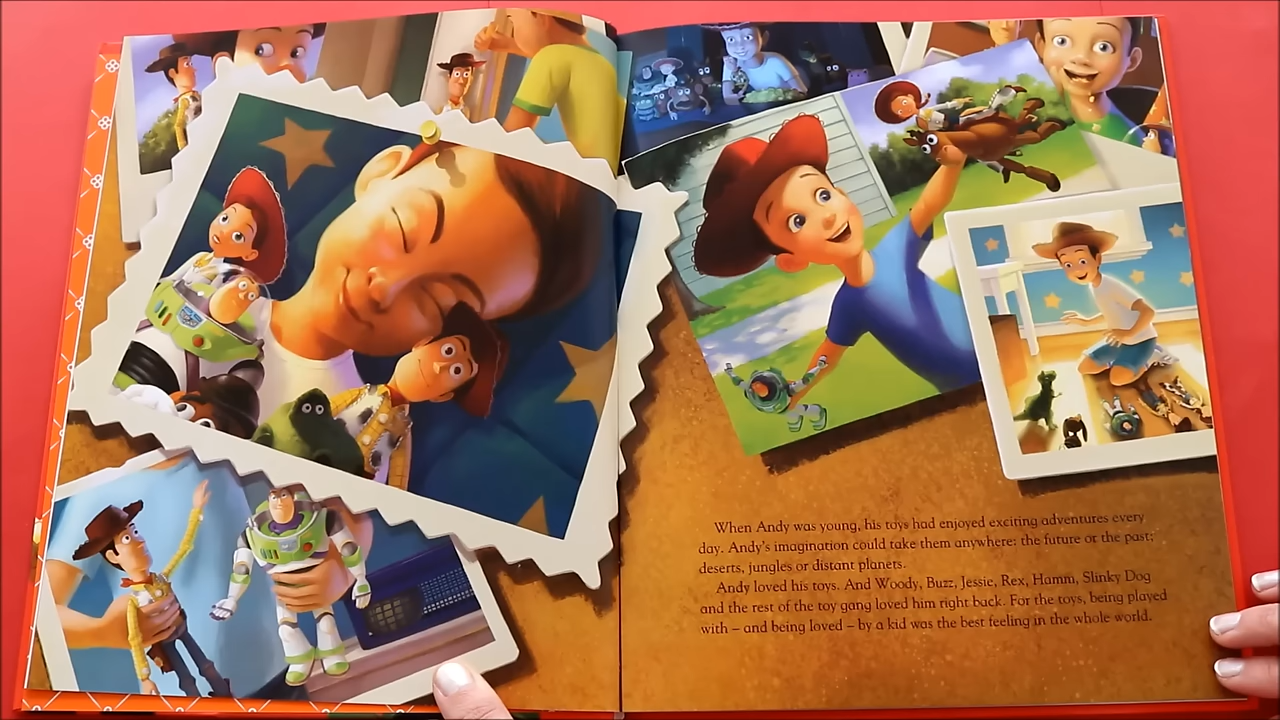 When Andy was young, his toys had enjoyed exciting adventures every
day. Andy's imagination could take them anywhere: the future or the past;
deserts, jungles or distant planets.
Andy loved his toys. And Woody, Buzz, Jessie, Rex, Hamm, Slinky Dog
and the rest of the toy gang loved him right back. For the toys, being played
with – and being loved – by a kid was the best feeling in the whole world.